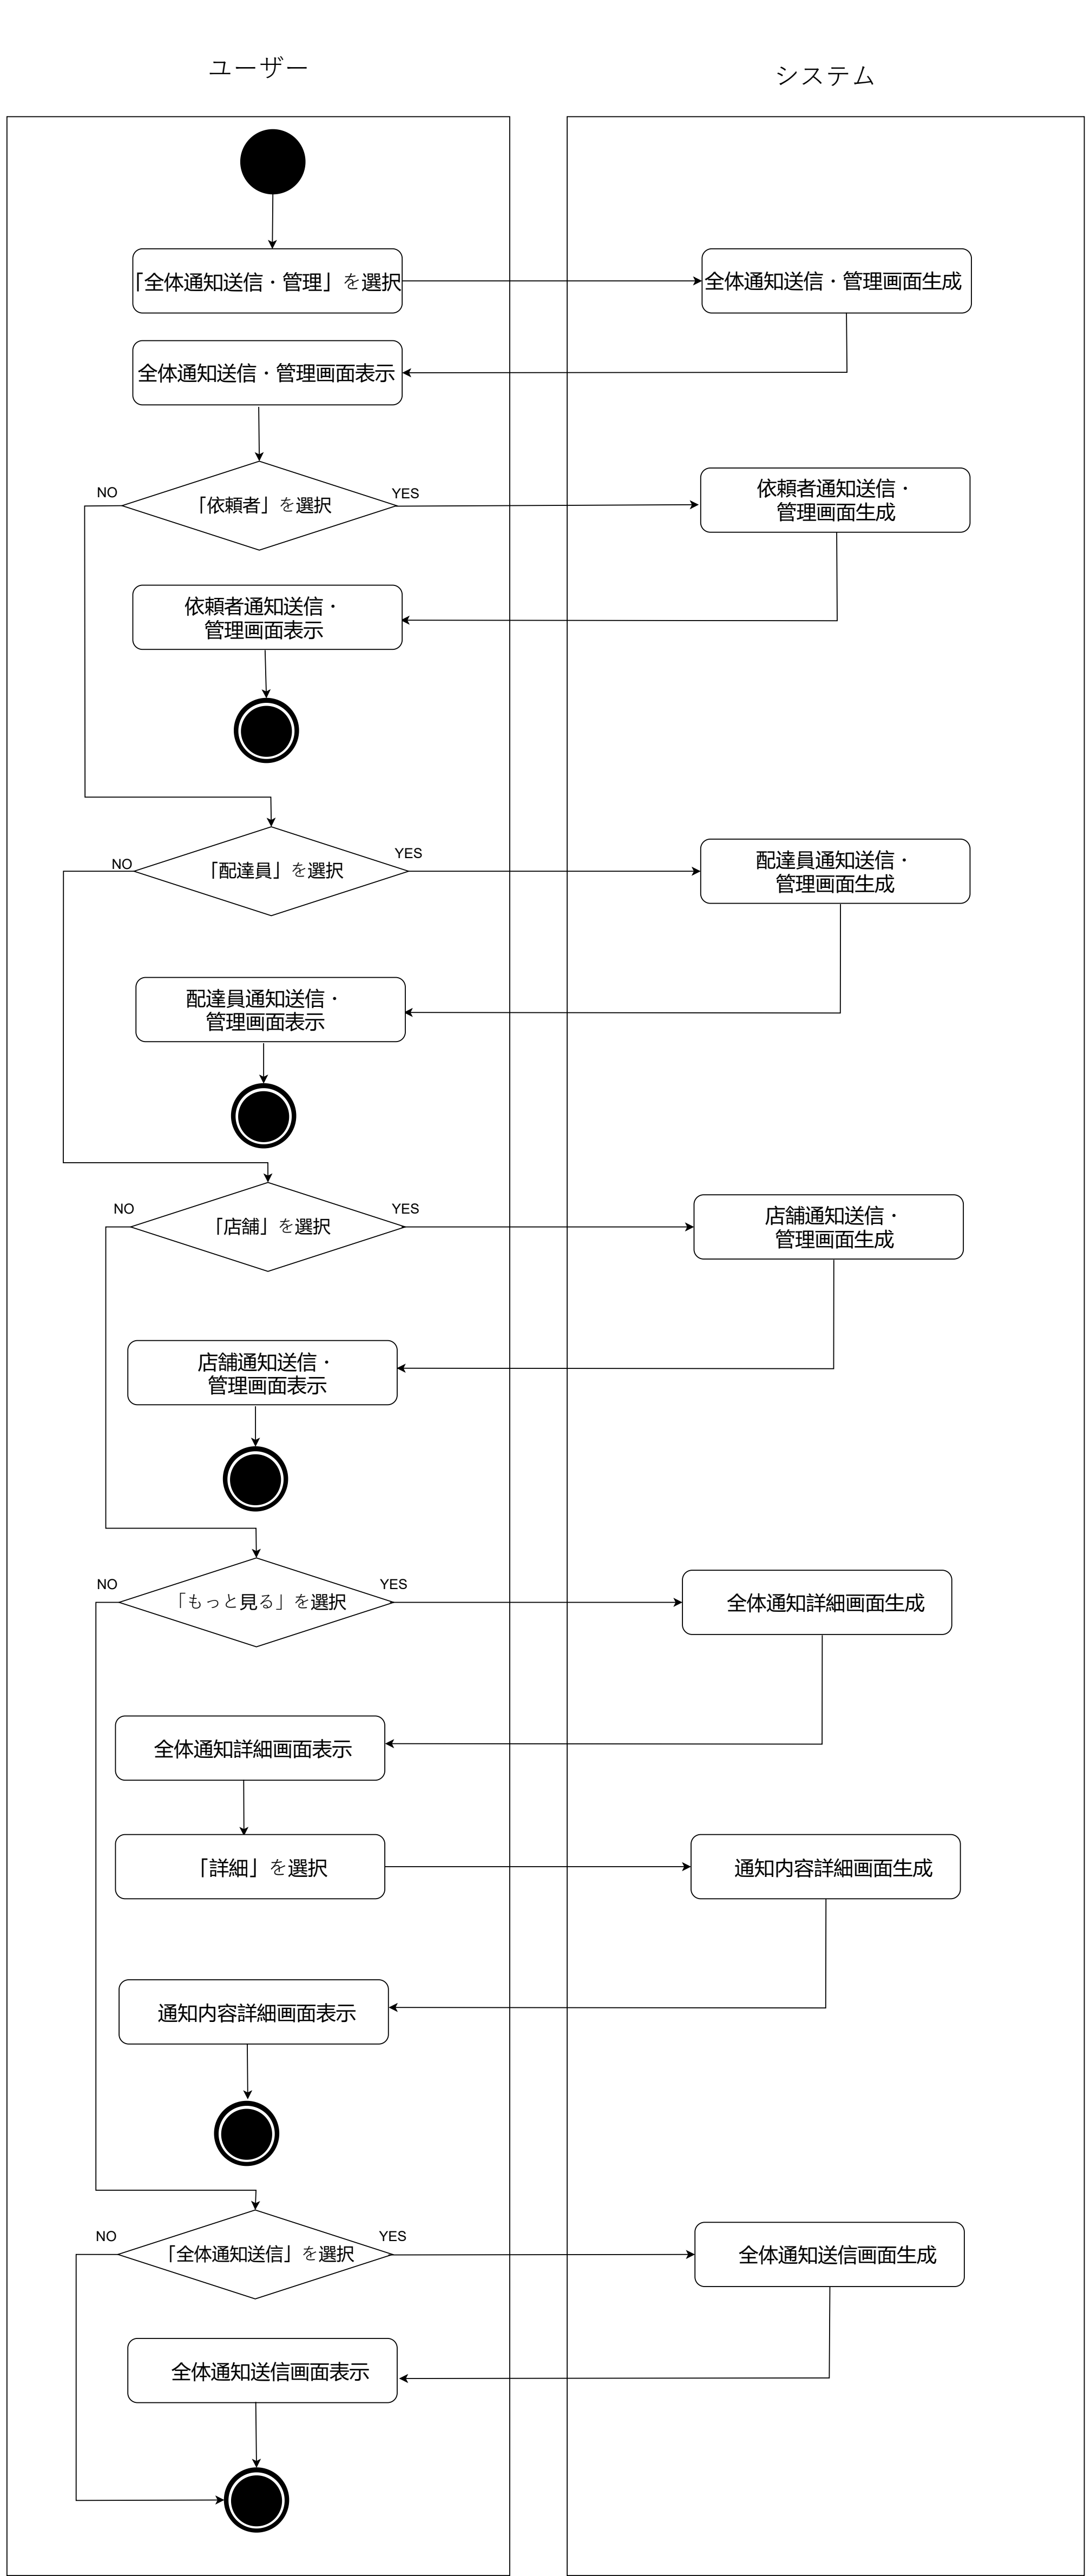 ユーザー
システム
「全体通知送信・管理」を選択
全体通知送信・管理画面生成
全体通知送信・管理画面表示
NO
「依頼者」を選択
YES
依頼者通知送信・
管理画面生成
依頼者通知送信・
管理画面表示
NO
「配達員」を選択
YES
配達員通知送信・
管理画面生成
配達員通知送信・
管理画面表示
NO
「店舗」を選択
YES
店舗通知送信・
管理画面生成
店舗通知送信・
管理画面表示
NO
「もっと見る」を選択
YES
全体通知詳細画面生成
全体通知詳細画面表示
「詳細」を選択
通知内容詳細画面生成
通知内容詳細画面表示
NO
「全体通知送信」を選択
YES
全体通知送信画面生成
全体通知送信画面表示